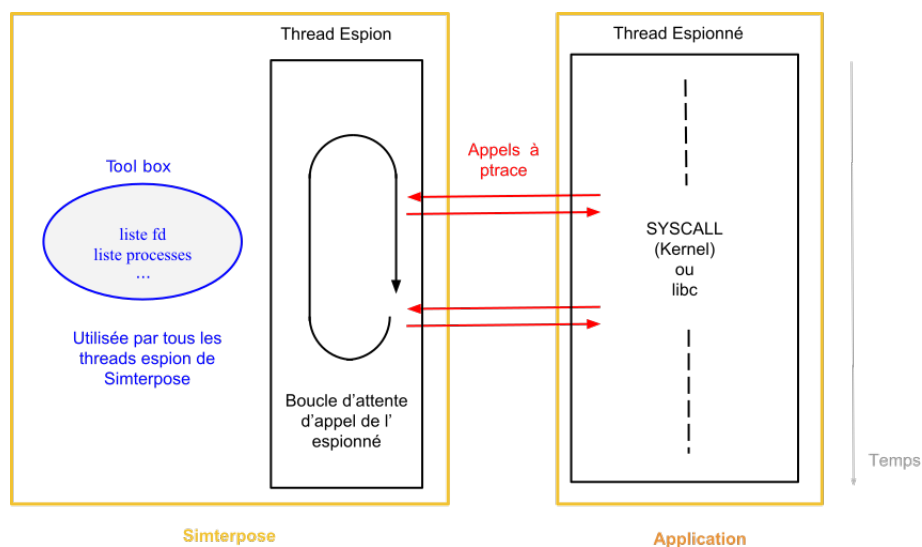 Thread Espion
Thread Espionné
Appels à
ptrace
Tool box
liste fd
liste processes
...
SYSCALL
(Kernel)
ou
libc
Utilisée par tous les
threads espion de
Simterpose
Boucle d'attente
d'appel de l'
espionné
Temps
Simterpose
Application